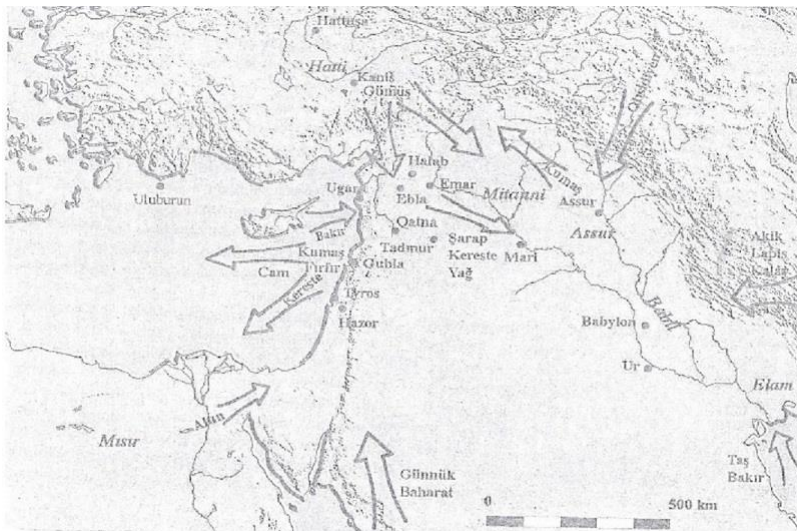 Hattuşa
Hatti
Kaniš
Gümüş
Halab
Ugarit
Emar
Ebla
Mitanni
Kumaş
Assur
Assur
Uluburun
Qatna
Bakır
Kumaş
Cam
Fırfır
Gubla
Tadmur
Şarap
Kereste
Yağ
Mari
Akik
Lapis
Kalay
Kereste
Tyros
Hazor
Babil
Babylon
Ur
Elam
Altın
Mısır
Günnük
Baharat
Taş
Bakır
0
500 km